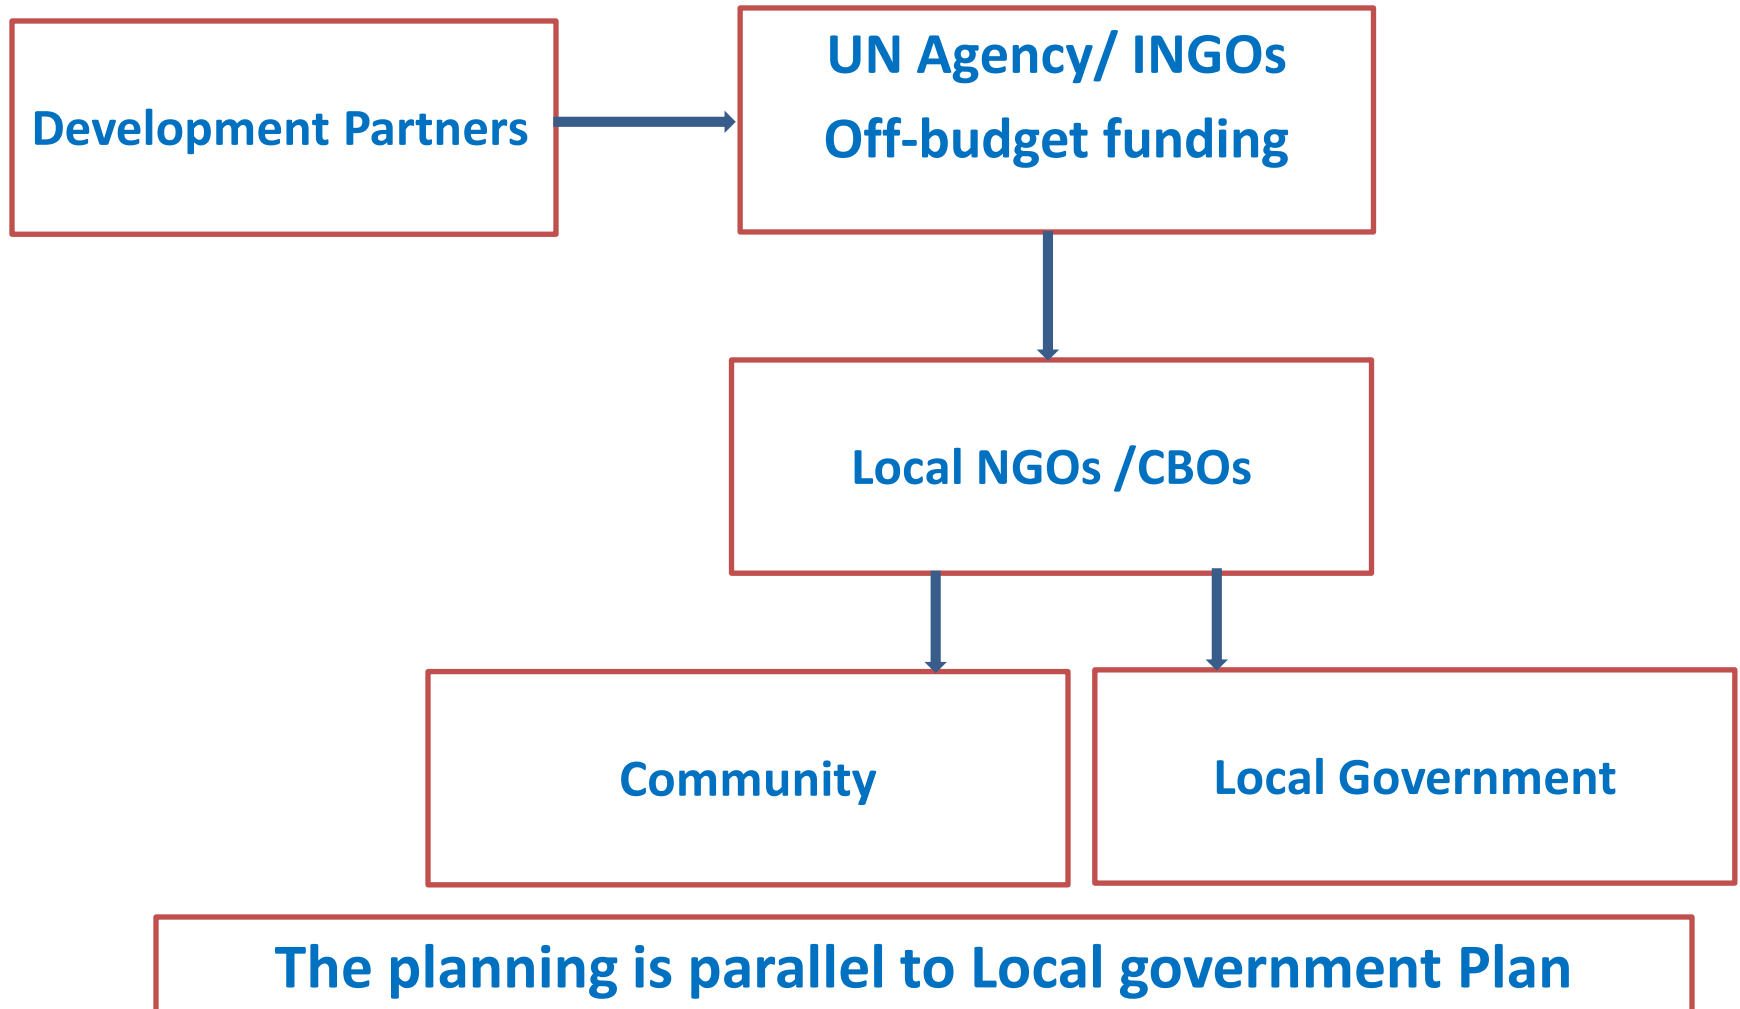 Development Partners
UN Agency/ INGOs
Off-budget funding
Local NGOs /CBOs
Community
Local Government
The planning is parallel to Local government Plan